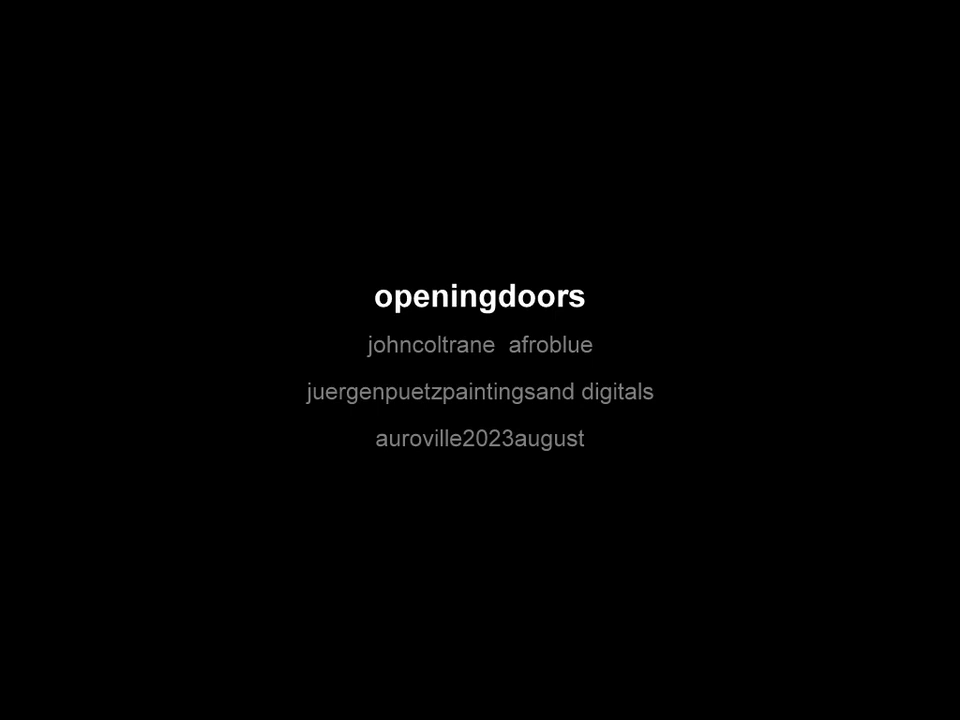 openingdoors
johncoltrane  afroblue
juergenpuetzpaintingsand digitals
auroville2023august